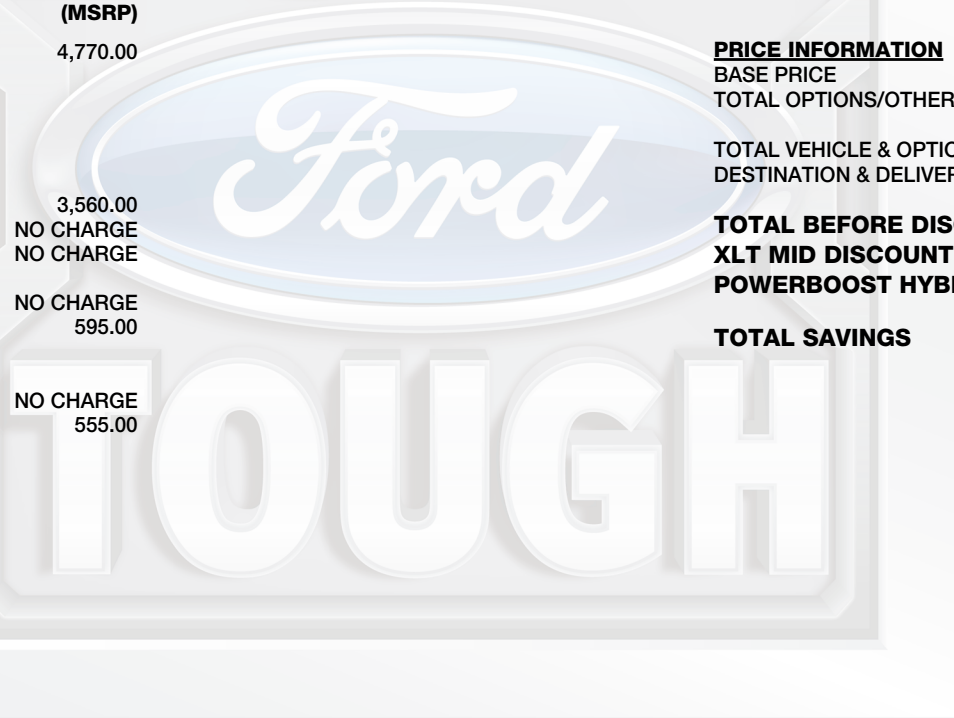 (MSRP)
4,770.00
3,560.00
NO CHARGE
NO CHARGE
NO CHARGE
595.00
NO CHARGE
555.00
PRICE INFORMATION
BASE PRICE
TOTAL OPTIONS/OTHER
TOTAL VEHICLE & OPTIO
DESTINATION & DELIVER
TOTAL BEFORE DISC
XLT MID DISCOUNT
POWERBOOST HYBI
TOTAL SAVINGS
Ford
TOUGH